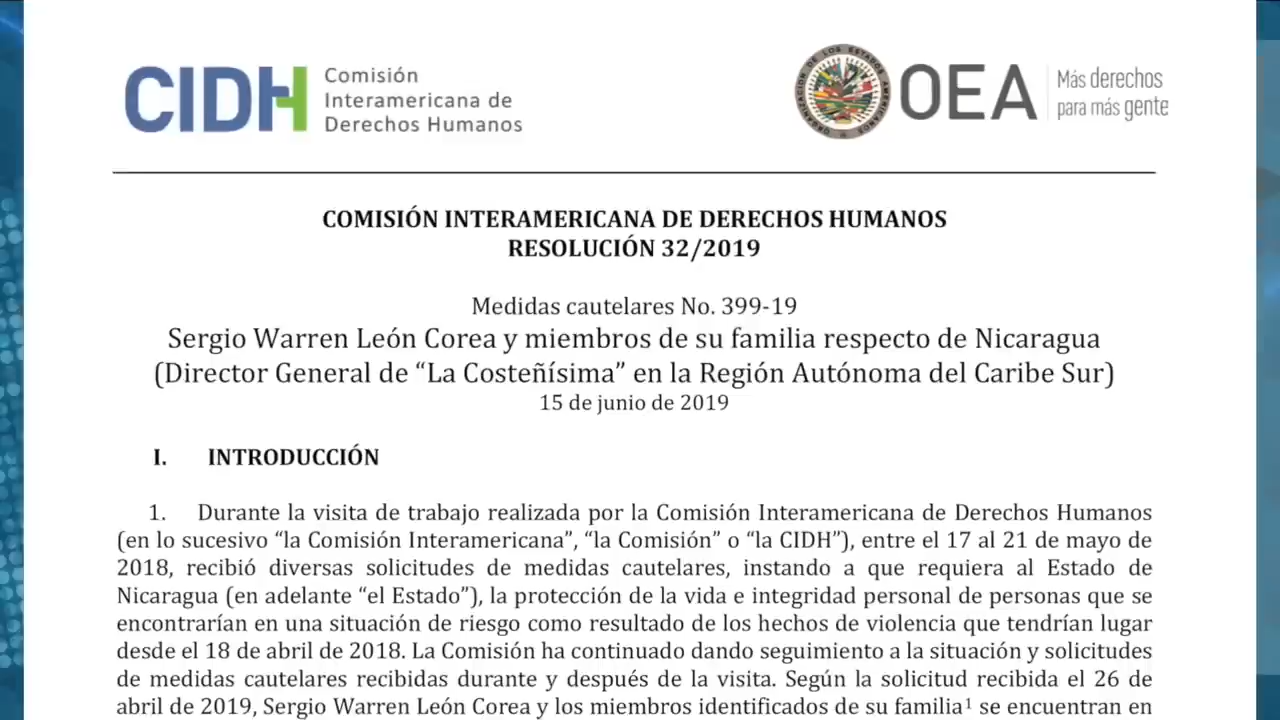 CIDH
Comisión
Interamericana de
Derechos Humanos
ORGANIZACIÓN DE LOS ESTADOS AMERICANOS
OEA
Más derechos
para más gente
COMISIÓN INTERAMERICANA DE DERECHOS HUMANOS
RESOLUCIÓN 32/2019
Medidas cautelares No. 399-19
Sergio Warren León Corea y miembros de su familia respecto de Nicaragua
(Director General de “La Costeñísima” en la Región Autónoma del Caribe Sur)
15 de junio de 2019
I. INTRODUCCIÓN
1. Durante la visita de trabajo realizada por la Comisión Interamericana de Derechos Humanos
(en lo sucesivo “la Comisión Interamericana”, “la Comisión” o “la CIDH”), entre el 17 al 21 de mayo de
2018, recibió diversas solicitudes de medidas cautelares, instando a que requiera al Estado de
Nicaragua (en adelante “el Estado”), la protección de la vida e integridad personal de personas que se
encontrarían en una situación de riesgo como resultado de los hechos de violencia que tendrían lugar
desde el 18 de abril de 2018. La Comisión ha continuado dando seguimiento a la situación y solicitudes
de medidas cautelares recibidas durante y después de la visita. Según la solicitud recibida el 26 de
abril de 2019, Sergio Warren León Corea y los miembros identificados de su familia¹ se encuentran en